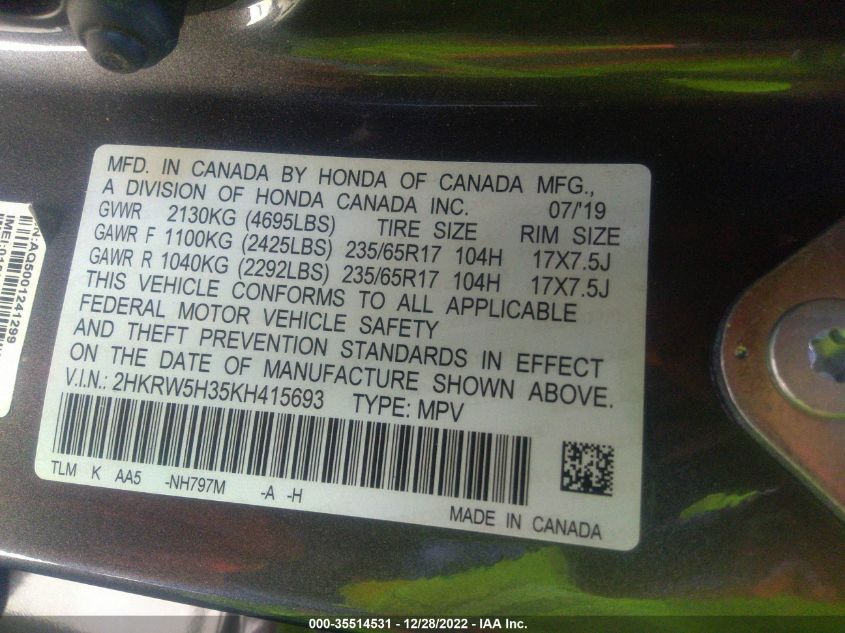 MFD. IN CANADA BY HONDA OF CANADA MFG.,
A DIVISION OF HONDA CANADA INC. 07/'19
GVWR 2130KG (4695LBS) TIRE SIZE RIM SIZE
GAWR F 1100KG (2425LBS) 235/65R17 104H 17X7.5J
GAWR R 1040KG (2292LBS) 235/65R17 104H 17X7.5J
THIS VEHICLE CONFORMS TO ALL APPLICABLE
FEDERAL MOTOR VEHICLE SAFETY
AND THEFT PREVENTION STANDARDS IN EFFECT
ON THE DATE OF MANUFACTURE SHOWN ABOVE.
V.I.N.: 2HKRW5H35KH415693 TYPE: MPV
TLM K AA5 -NH797M -A -H
MADE IN CANADA
N:AQ5001241299
000-35514531 - 12/28/2022 - IAA Inc.